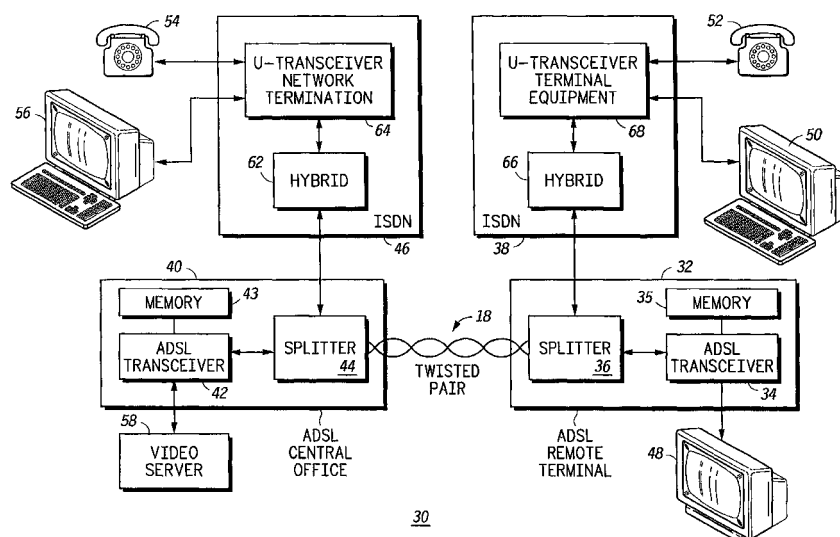 54
52
U-TRANSCEIVER
NETWORK
TERMINATION
64
U-TRANSCEIVER
TERMINAL
EQUIPMENT
68
56
50
62
HYBRID
66
HYBRID
ISDN
46
ISDN
38
40
32
MEMORY
43
35
MEMORY
18
ADSL
TRANSCEIVER
42
SPLITTER
44
TWISTED
PAIR
SPLITTER
36
ADSL
TRANSCEIVER
34
58
VIDEO
SERVER
ADSL
CENTRAL
OFFICE
ADSL
REMOTE
TERMINAL
48
30